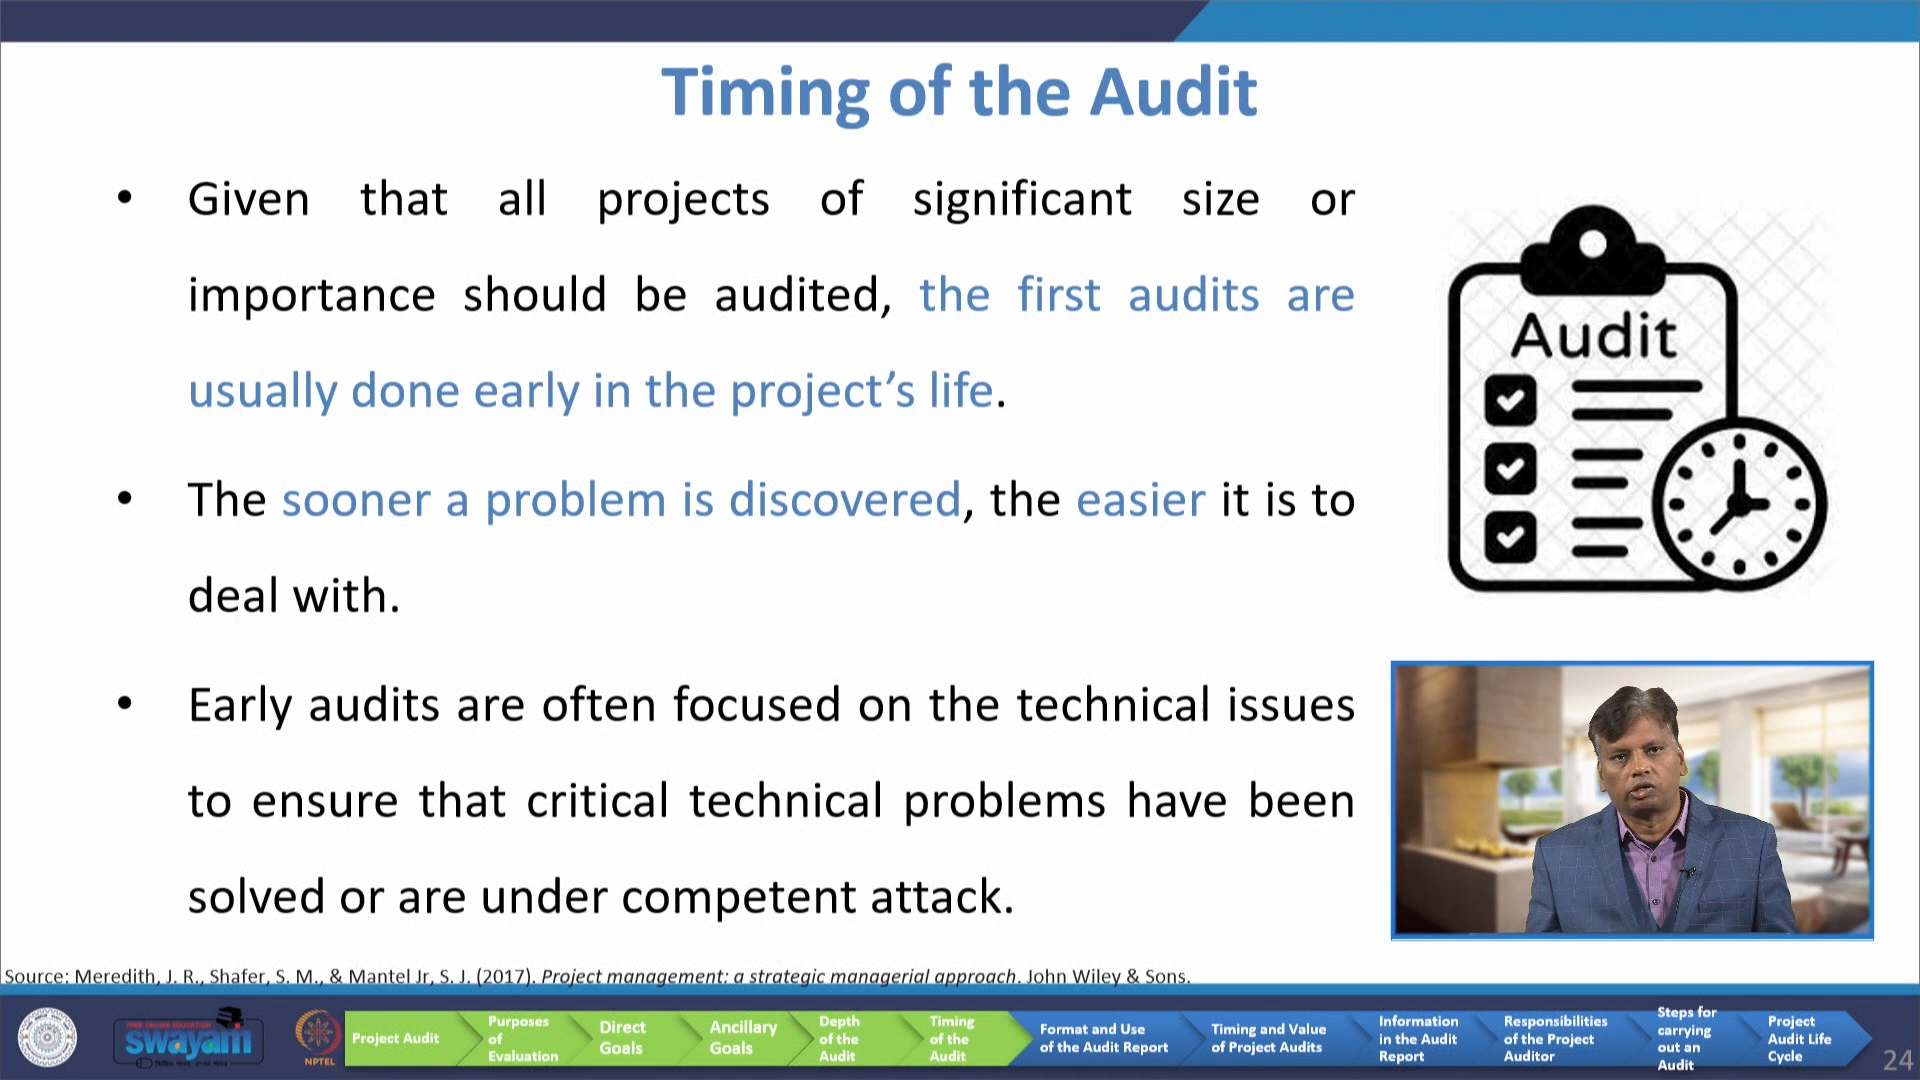 Timing of the Audit
• Given that all projects of significant size or
importance should be audited, the first audits are
usually done early in the project’s life.
• The sooner a problem is discovered, the easier it is to
deal with.
• Early audits are often focused on the technical issues
to ensure that critical technical problems have been
solved or are under competent attack.
Audit
Source: Meredith, J. R., Shafer, S. M., & Mantel Jr, S. J. (2017). Project management: a strategic managerial approach. John Wiley & Sons.
FREE ONLINE EDUCATION
swayam
NPTEL
Project Audit
Purposes
of
Evaluation
Direct
Goals
Ancillary
Goals
Depth
of the
Audit
Timing
of the
Audit
Format and Use
of the Audit Report
Timing and Value
of Project Audits
Information
in the Audit
Report
Responsibilities
of the Project
Auditor
Steps for
carrying
out an
Audit
Project
Audit Life
Cycle
24